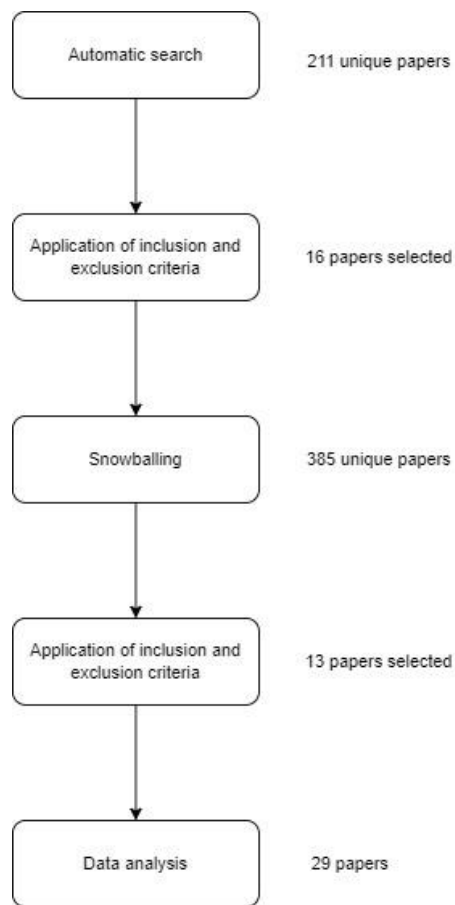 Automatic search
211 unique papers
Application of inclusion and
exclusion criteria
16 papers selected
Snowballing
385 unique papers
Application of inclusion and
exclusion criteria
13 papers selected
Data analysis
29 papers